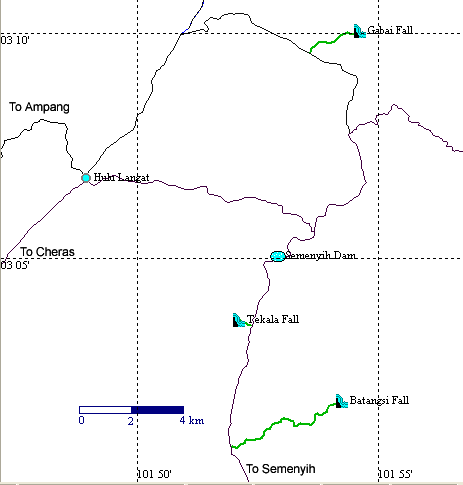 Gabai Fall
03 10'
To Ampang
Hulu Langat
To Cheras
Semenyih Dam
03 05'
Tekala Fall
Batangsi Fall
0 2 4 km
To Semenyih
101 50' 101 55'